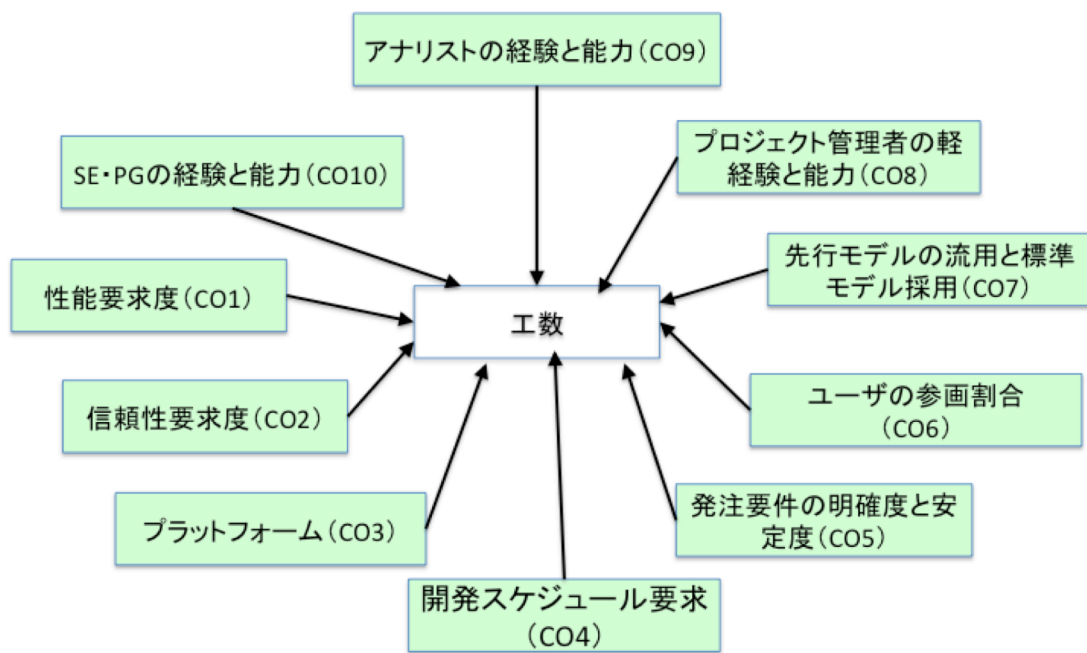 アナリストの経験と能力(CO9)
プロジェクト管理者の軽
経験と能力(CO8)
SE・PGの経験と能力(CO10)
先行モデルの流用と標準
モデル採用(CO7)
性能要求度(CO1)
工数
ユーザの参画割合
(CO6)
信頼性要求度(CO2)
発注要件の明確度と安
定度(CO5)
プラットフォーム(CO3)
開発スケジュール要求
(CO4)